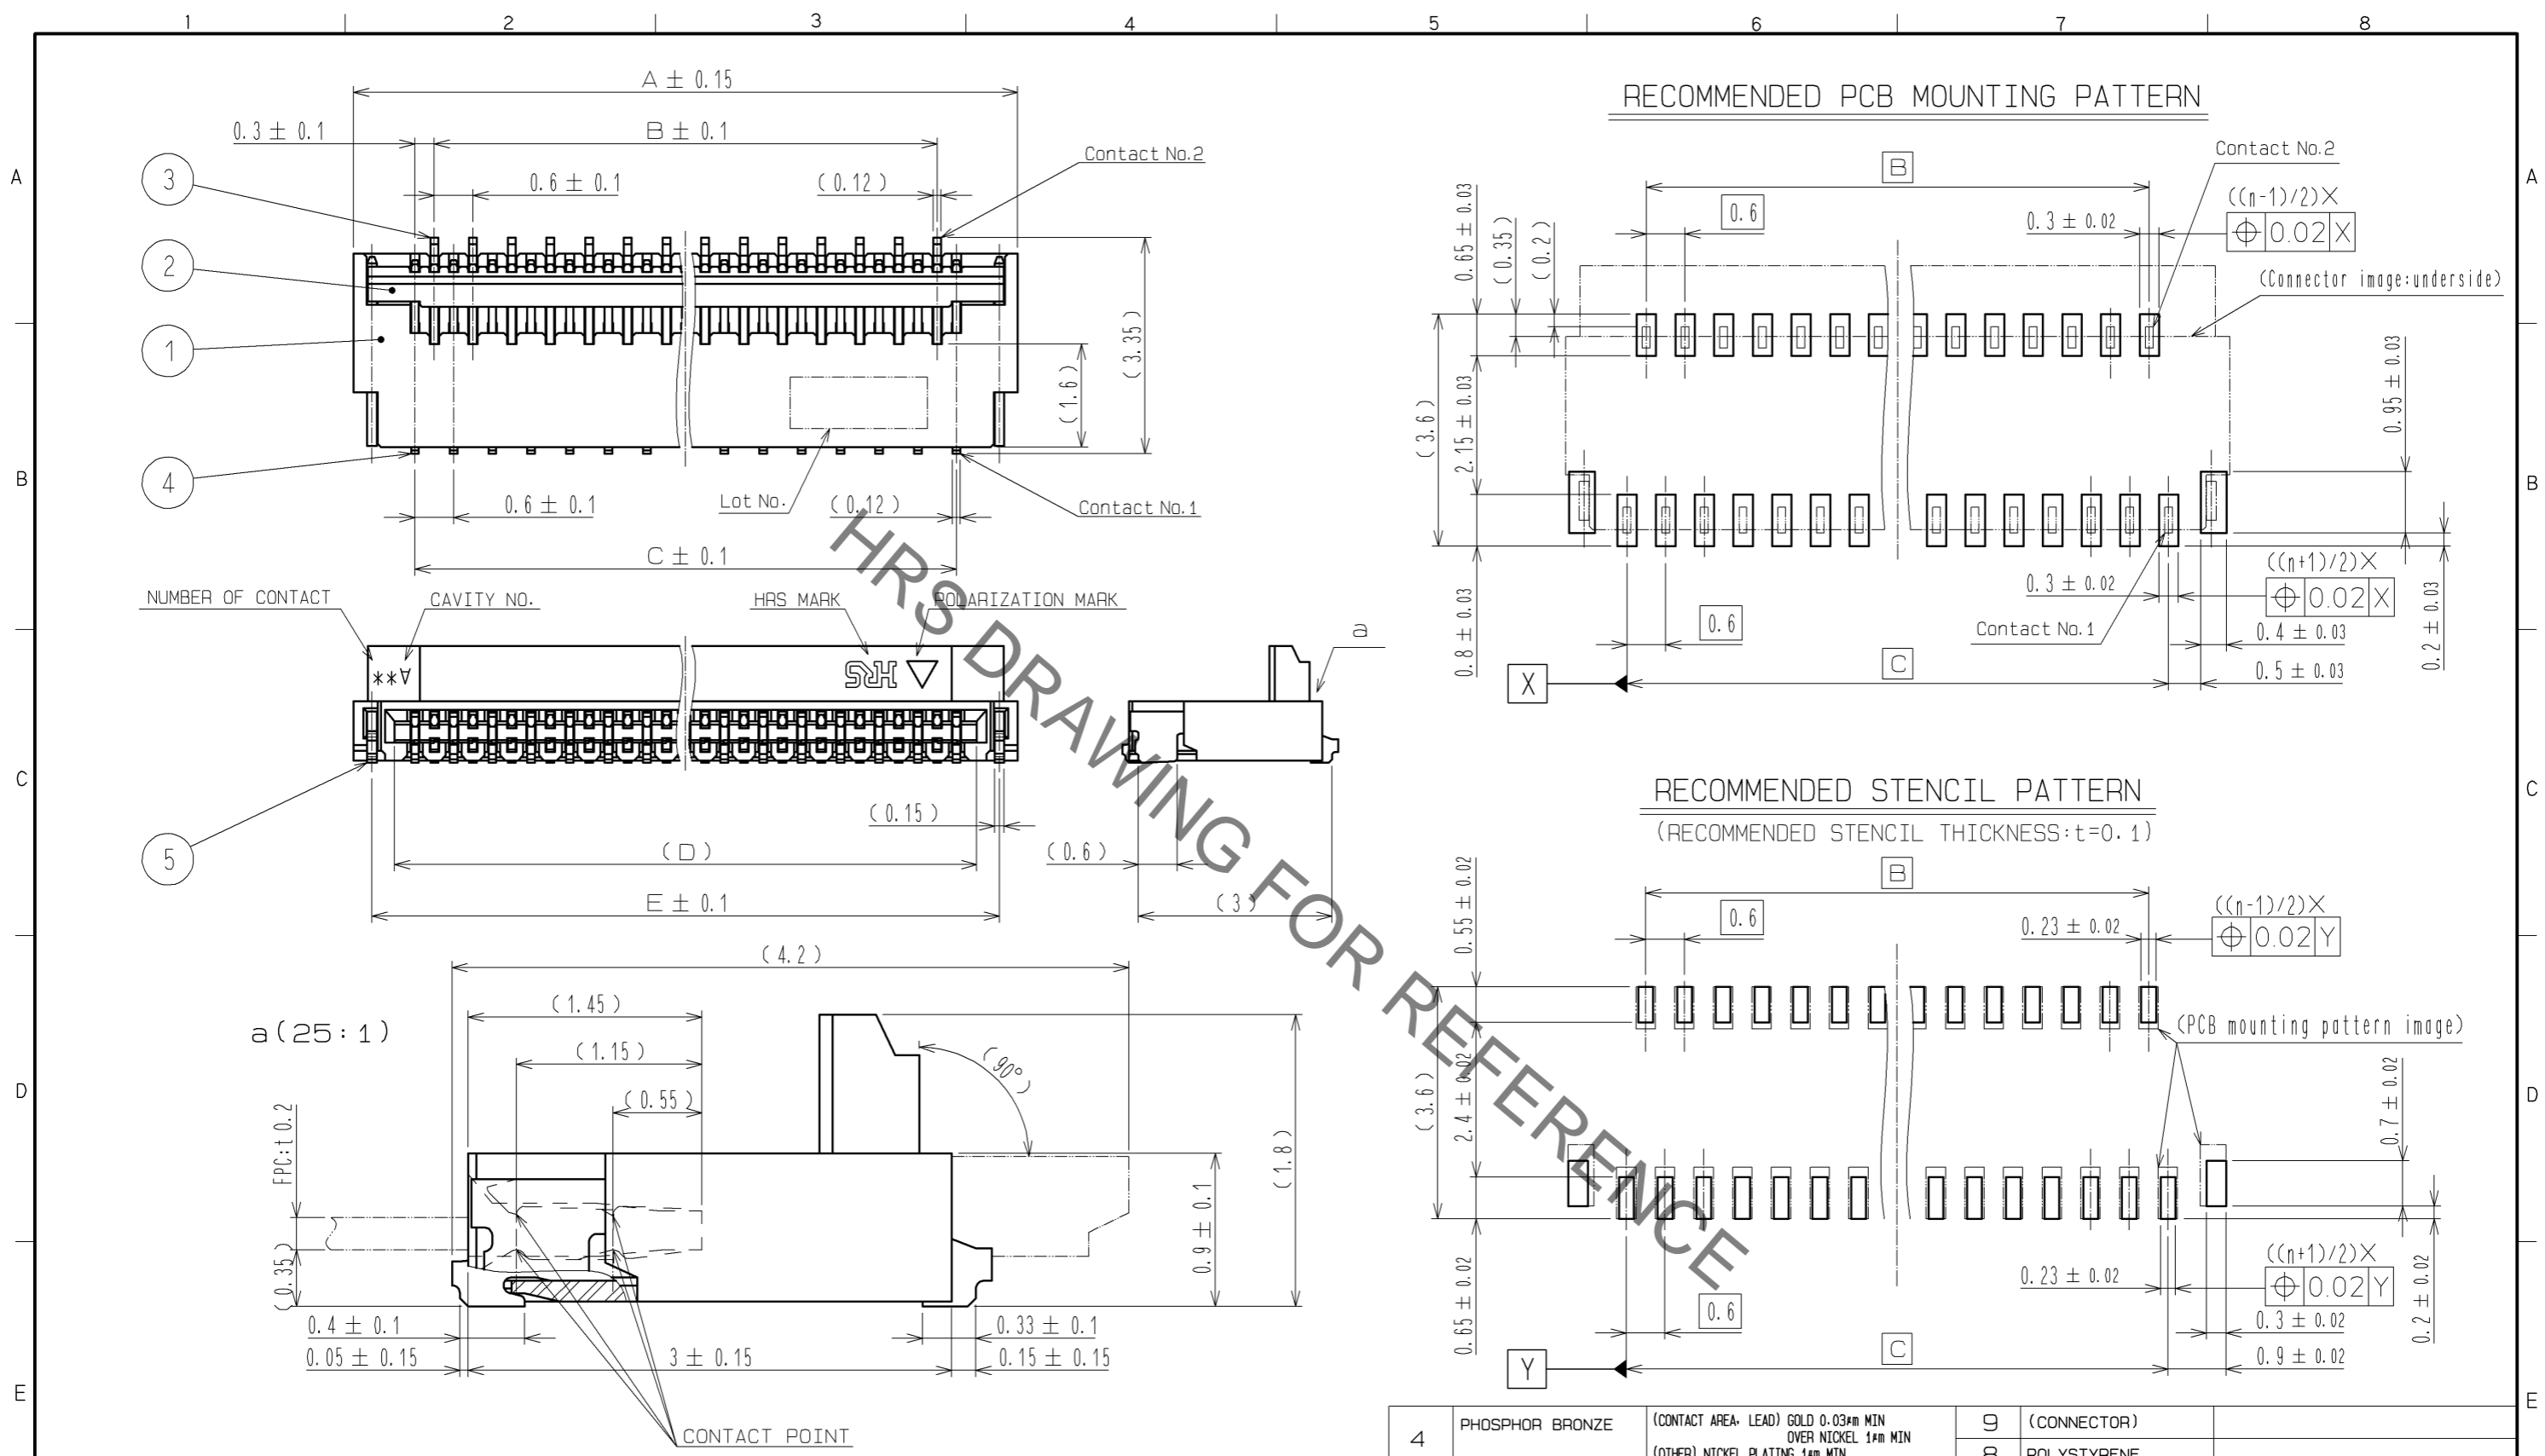 1 2 3 4 5 6 7 8
A ± 0.15
0.3 ± 0.1
B ± 0.1
Contact No.2
3
0.6 ± 0.1
(0.12)
2
1
(3.35)
(1.6)
4
0.6 ± 0.1
Lot No.
(0.12)
Contact No.1
C ± 0.1
NUMBER OF CONTACT
CAVITY NO.
HRS MARK
POLARIZATION MARK
**A
HRS
a
5
(0.15)
(D)
(0.6)
E ± 0.1
(3)
(4.2)
(1.45)
a(25:1)
(1.15)
(90°)
(0.55)
FPC:t 0.2
(1.8)
0.9 ± 0.1
(0.35)
0.4 ± 0.1
0.33 ± 0.1
0.05 ± 0.15
3 ± 0.15
0.15 ± 0.15
CONTACT POINT
RECOMMENDED PCB MOUNTING PATTERN
Contact No.2
B
((n-1)/2)X
0.6
0.3 ± 0.02
0.02 X
0.65 ± 0.03
(0.35)
(0.2)
(Connector image:underside)
(3.6)
2.15 ± 0.03
0.95 ± 0.03
((n+1)/2)X
0.3 ± 0.02
0.02 X
0.8 ± 0.03
0.6
Contact No.1
0.4 ± 0.03
0.2 ± 0.03
C
0.5 ± 0.03
X
RECOMMENDED STENCIL PATTERN
(RECOMMENDED STENCIL THICKNESS:t=0.1)
B
((n-1)/2)X
0.55 ± 0.02
0.6
0.23 ± 0.02
0.02 Y
(PCB mounting pattern image)
(3.6)
2.4 ± 0.02
0.7 ± 0.02
((n+1)/2)X
0.23 ± 0.02
0.02 Y
0.65 ± 0.02
0.6
0.3 ± 0.02
0.2 ± 0.02
C
0.9 ± 0.02
Y
HRS DRAWING FOR REFERENCE
A
B
C
D
E
A
B
C
D
E
4 PHOSPHOR BRONZE (CONTACT AREA, LEAD) GOLD 0.03μm MIN
OVER NICKEL 1μm MIN
(OTHER) NICKEL PLATING 1μm MIN
9 (CONNECTOR)
8 POLYSTYRENE